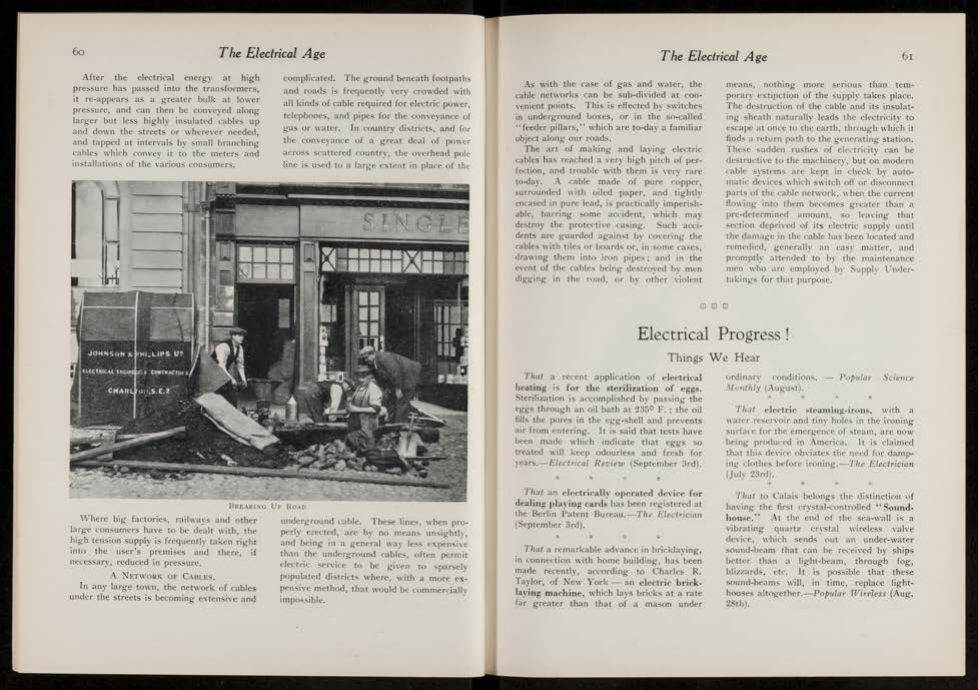 60
The Electrical Age
After the electrical energy at high
pressure has passed into the transformers,
it re-appears as a greater bulk at lower
pressure, and can then be conveyed along
larger but less highly insulated cables up
and down the streets or wherever needed,
and tapped at intervals by small branching
cables which convey it to the meters and
installations of the various consumers.
complicated. The ground beneath footpaths
and roads is frequently very crowded with
all kinds of cable required for electric power,
telephones, and pipes for the conveyance of
gas or water. In country districts, and for
the conveyance of a great deal of power
across scattered country, the overhead pole
line is used to a large extent in place of the
SINGLE
JOHNSON & PHILLIPS LTD
ELECTRICAL ENGINEERS & CONTRACTORS
CHARLTON, S.E.7.
BREAKING UP ROAD
Where big factories, railways and other
large consumers have to be dealt with, the
high tension supply is frequently taken right
into the user's premises and there, if
necessary, reduced in pressure.
A NETWORK OF CABLES.
In any large town, the network of cables
under the streets is becoming extensive and
underground cable. These lines, when pro-
perly erected, are by no means unsightly,
and being in a general way less expensive
than the underground cables, often permit
electric service to be given to sparsely
populated districts where, with a more ex-
pensive method, that would be commercially
impossible.
The Electrical Age
61
As with the case of gas and water, the
cable networks can be sub-divided at con-
venient points. This is effected by switches
in underground boxes, or in the so-called
"feeder pillars," which are to-day a familiar
object along our roads.
The art of making and laying electric
cables has reached a very high pitch of per-
fection, and trouble with them is very rare
to-day. A cable made of pure copper,
surrounded with oiled paper, and tightly
encased in pure lead, is practically imperish-
able, barring some accident, which may
destroy the protective casing. Such acci-
dents are guarded against by covering the
cables with tiles or boards or, in some cases,
drawing them into iron pipes; and in the
event of the cables being destroyed by men
digging in the road, or by other violent
means, nothing more serious than tem-
porary extinction of the supply takes place.
The destruction of the cable and its insulat-
ing sheath naturally leads the electricity to
escape at once to the earth, through which it
finds a return path to the generating station.
These sudden rushes of electricity can be
destructive to the machinery, but on modern
cable systems are kept in check by auto-
matic devices which switch off or disconnect
parts of the cable network, when the current
flowing into them becomes greater than a
pre-determined amount, so leaving that
section deprived of its electric supply until
the damage in the cable has been located and
remedied, generally an easy matter, and
promptly attended to by the maintenance
men who are employed by Supply Under-
takings for that purpose.
Electrical Progress!
Things We Hear
That a recent application of electrical
heating is for the sterilization of eggs.
Sterilization is accomplished by passing the
eggs through an oil bath at 235° F.; the oil
fills the pores in the egg-shell and prevents
air from entering. It is said that tests have
been made which indicate that eggs so
treated will keep odourless and fresh for
years.—Electrical Review (September 3rd).
* * * *
That an electrically operated device for
dealing playing cards has been registered at
the Berlin Patent Bureau.—The Electrician
(September 3rd).
* * * *
That a remarkable advance in bricklaying,
in connection with home building, has been
made recently, according to Charles R.
Taylor, of New York — an electric brick-
laying machine, which lays bricks at a rate
far greater than that of a mason under
ordinary conditions. — Popular Science
Monthly (August).
* * * *
That electric steaming-irons, with a
water reservoir and tiny holes in the ironing
surface for the emergence of steam, are now
being produced in America. It is claimed
that this device obviates the need for damp-
ing clothes before ironing.—The Electrician
(July 23rd).
* * * *
That to Calais belongs the distinction of
having the first crystal-controlled "Sound-
house." At the end of the sea-wall is a
vibrating quartz crystal wireless valve
device, which sends out an under-water
sound-beam that can be received by ships
better than a light-beam, through fog,
blizzards, etc. It is possible that these
sound-beams will, in time, replace light-
houses altogether.—Popular Wireless (Aug.
28th).